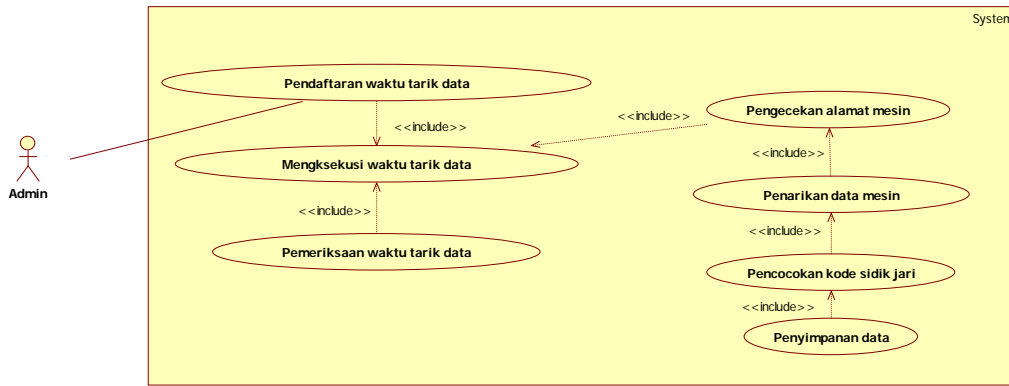 System
Pendaftaran waktu tarik data
<<include>>
Mengksekusi waktu tarik data
<<include>>
Pemeriksaan waktu tarik data
Admin
<<include>>
Pengecekan alamat mesin
<<include>>
Penarikan data mesin
<<include>>
Pencocokan kode sidik jari
<<include>>
Penyimpanan data